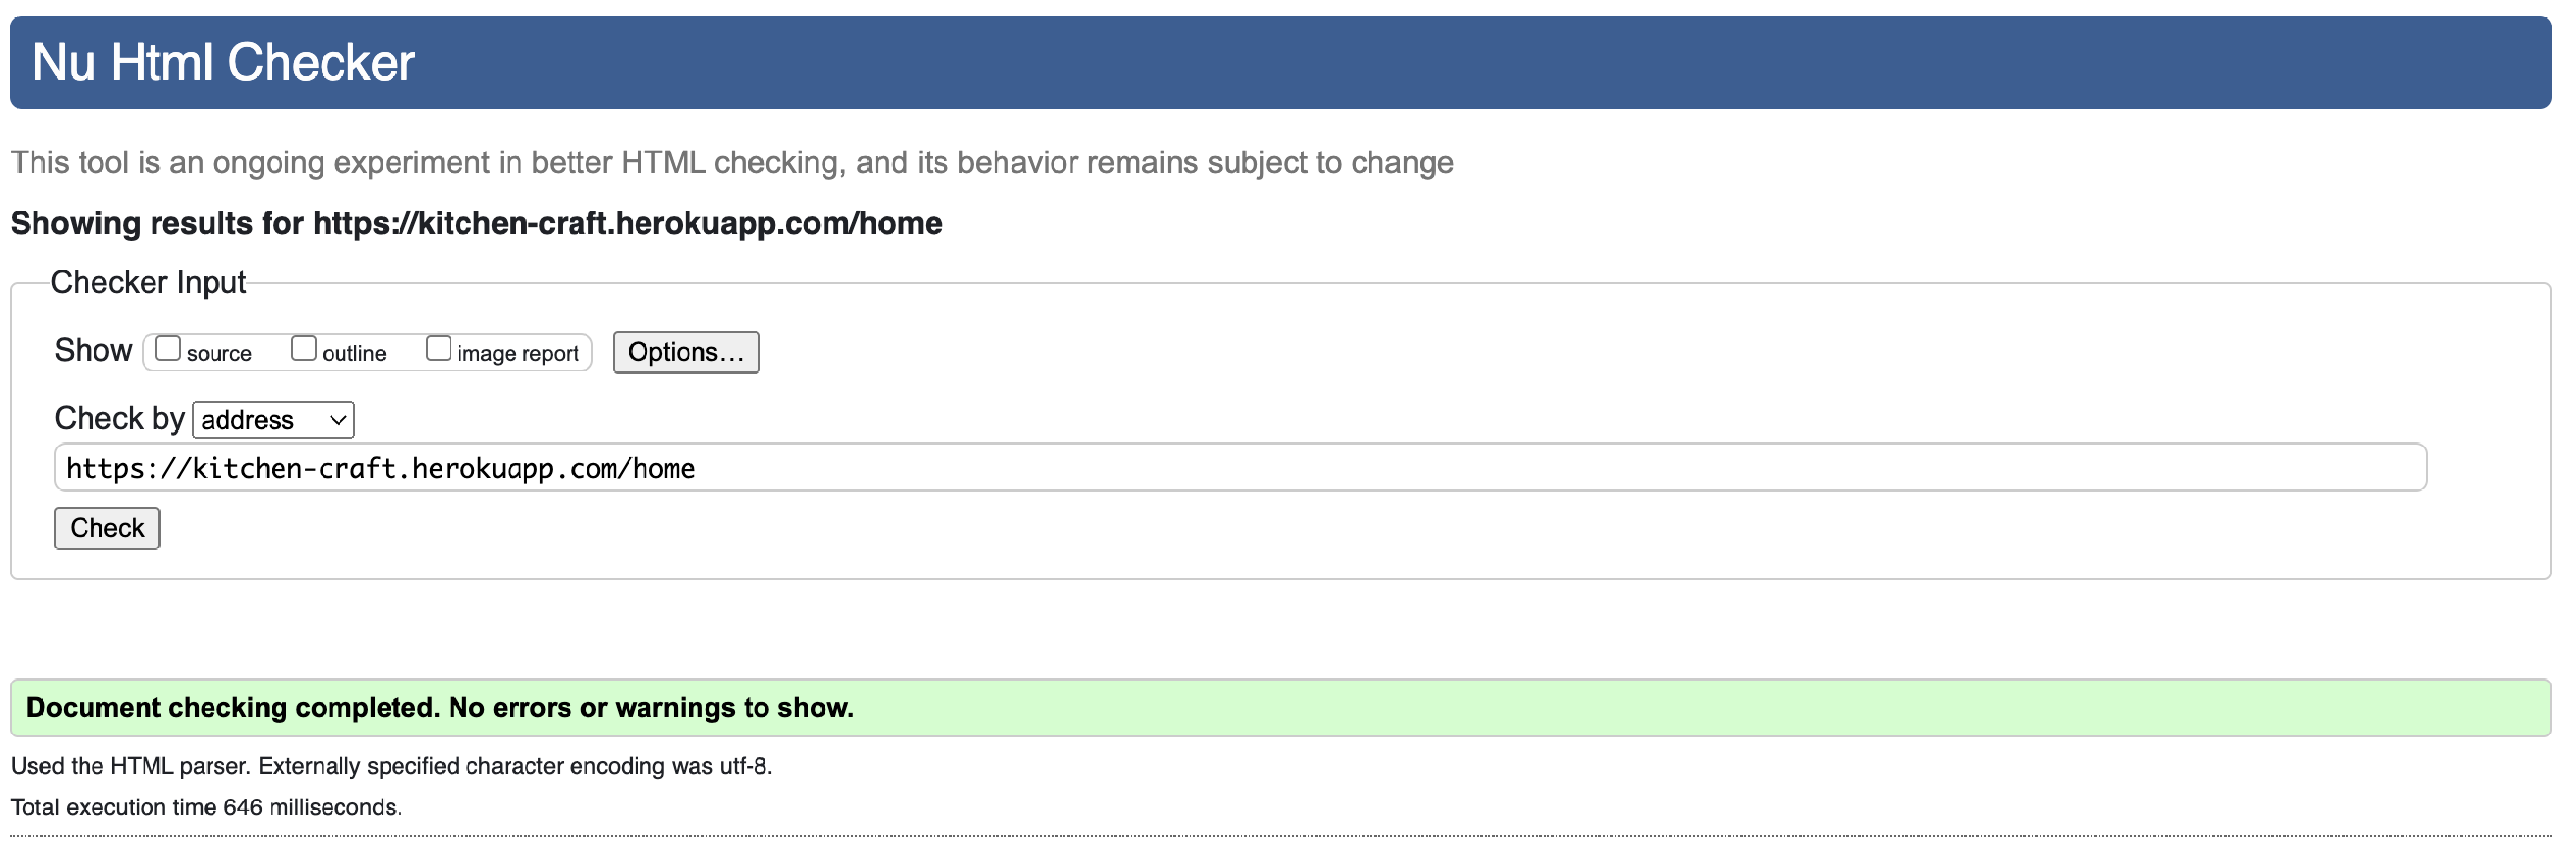 Nu Html Checker
This tool is an ongoing experiment in better HTML checking, and its behavior remains subject to change
Showing results for https://kitchen-craft.herokuapp.com/home
Checker Input
Show source outline image report Options...
Check by address
https://kitchen-craft.herokuapp.com/home
Check
Document checking completed. No errors or warnings to show.
Used the HTML parser. Externally specified character encoding was utf-8.
Total execution time 646 milliseconds.